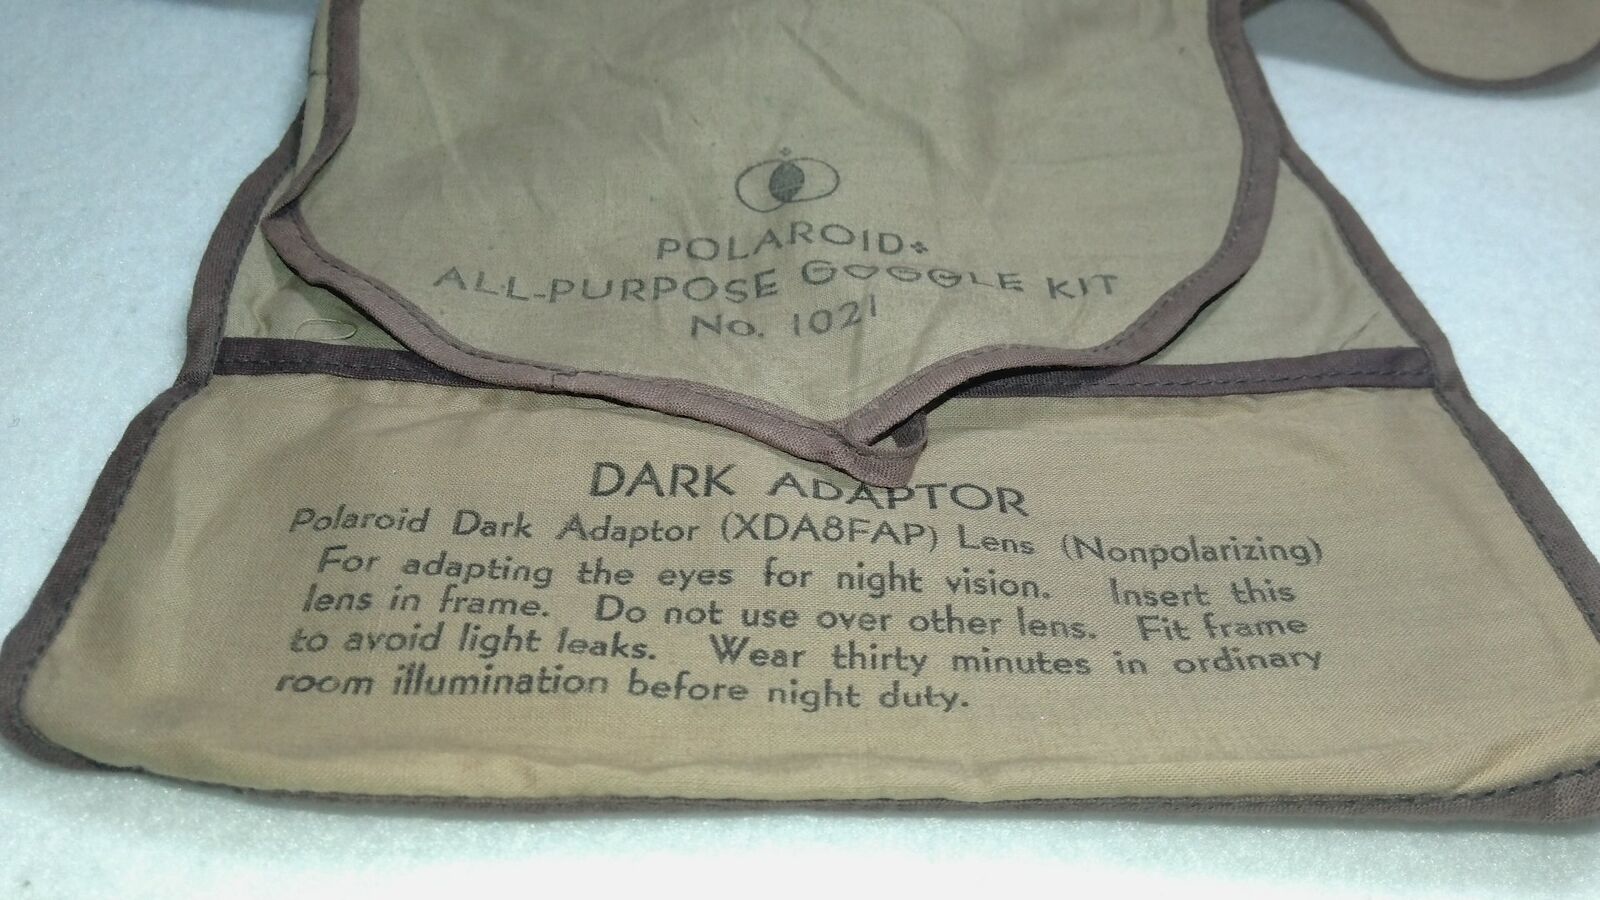 POLAROID✣
ALL-PURPOSE GOGGLE KIT
No. 1021
DARK ADAPTOR
Polaroid Dark Adaptor (XDA8FAP) Lens (Nonpolarizing)
For adapting the eyes for night vision. Insert this
lens in frame. Do not use over other lens. Fit frame
to avoid light leaks. Wear thirty minutes in ordinary
room illumination before night duty.